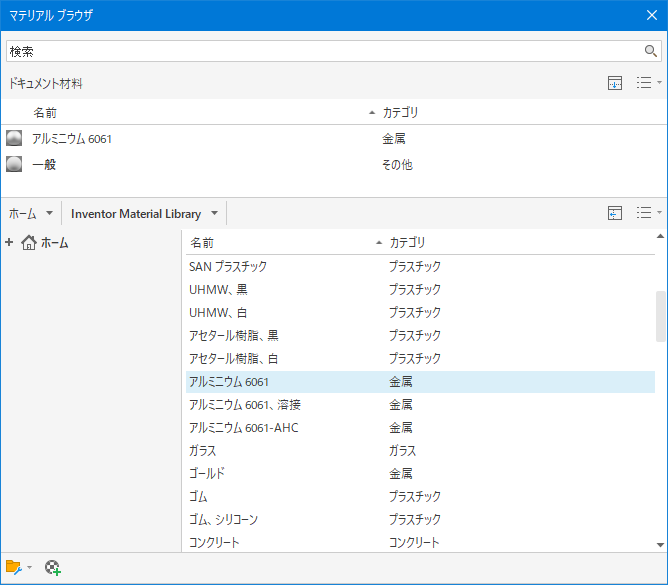 マテリアル ブラウザ
検索
ドキュメント材料
名前 カテゴリ
アルミニウム 6061 金属
一般 その他
ホーム Inventor Material Library
ホーム
名前 カテゴリ
SAN プラスチック プラスチック
UHMW、黒 プラスチック
UHMW、白 プラスチック
アセタール樹脂、黒 プラスチック
アセタール樹脂、白 プラスチック
アルミニウム 6061 金属
アルミニウム 6061、溶接 金属
アルミニウム 6061-AHC 金属
ガラス ガラス
ゴールド 金属
ゴム プラスチック
ゴム、シリコーン プラスチック
コンクリート コンクリート